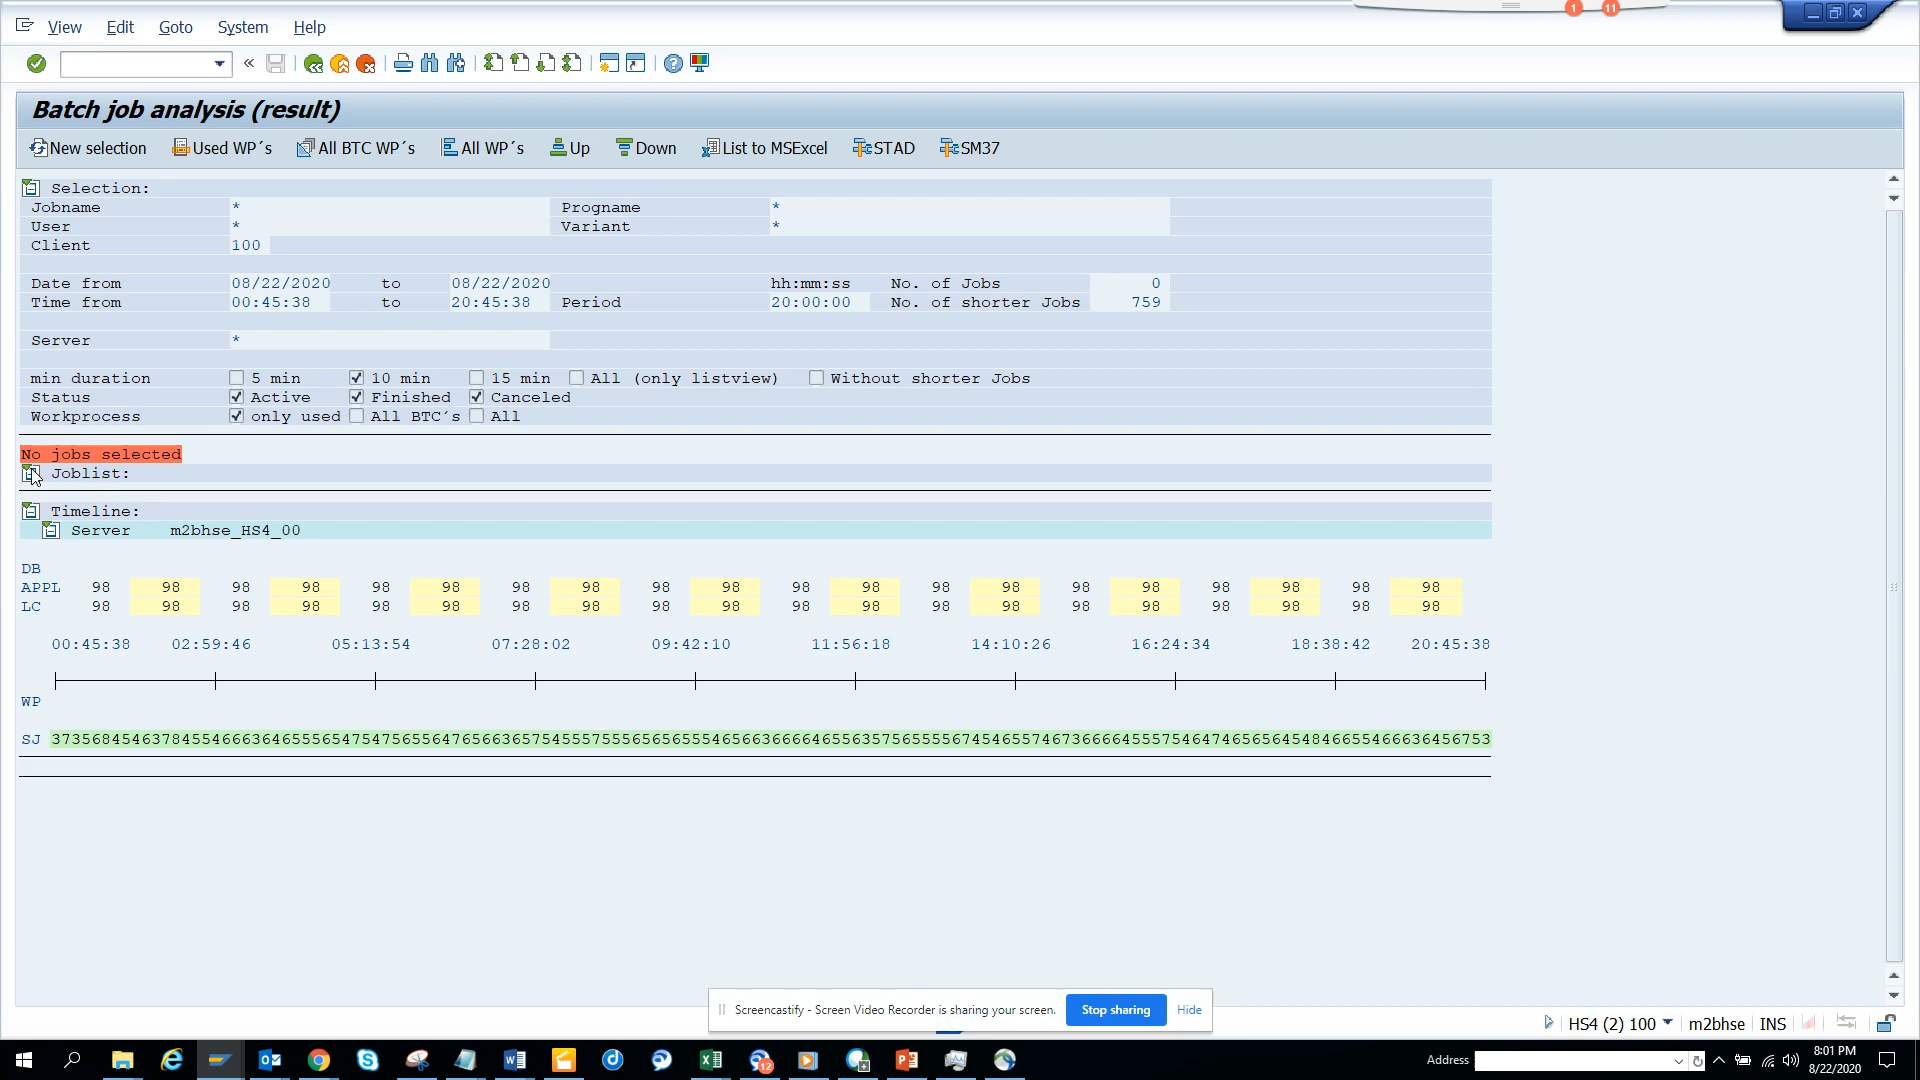 1 11
View Edit Goto System Help
«
Batch job analysis (result)
New selection Used WP´s All BTC WP´s All WP´s Up Down List to MSExcel STAD SM37
Selection:
Jobname * Progname *
User * Variant *
Client 100
Date from 08/22/2020 to 08/22/2020 hh:mm:ss No. of Jobs 0
Time from 00:45:38 to 20:45:38 Period 20:00:00 No. of shorter Jobs 759
Server *
min duration 5 min 10 min 15 min All (only listview) Without shorter Jobs
Status Active Finished Canceled
Workprocess only used All BTC´s All
No jobs selected
Joblist:
Timeline:
Server m2bhse_HS4_00
DB
APPL 98 98 98 98 98 98 98 98 98 98 98 98 98 98 98 98 98 98 98 98
LC 98 98 98 98 98 98 98 98 98 98 98 98 98 98 98 98 98 98 98 98
00:45:38 02:59:46 05:13:54 07:28:02 09:42:10 11:56:18 14:10:26 16:24:34 18:38:42 20:45:38
WP
SJ
Screencastify - Screen Video Recorder is sharing your screen. Stop sharing Hide
HS4 (2) 100 m2bhse INS
12 Address 8:01 PM
8/22/2020